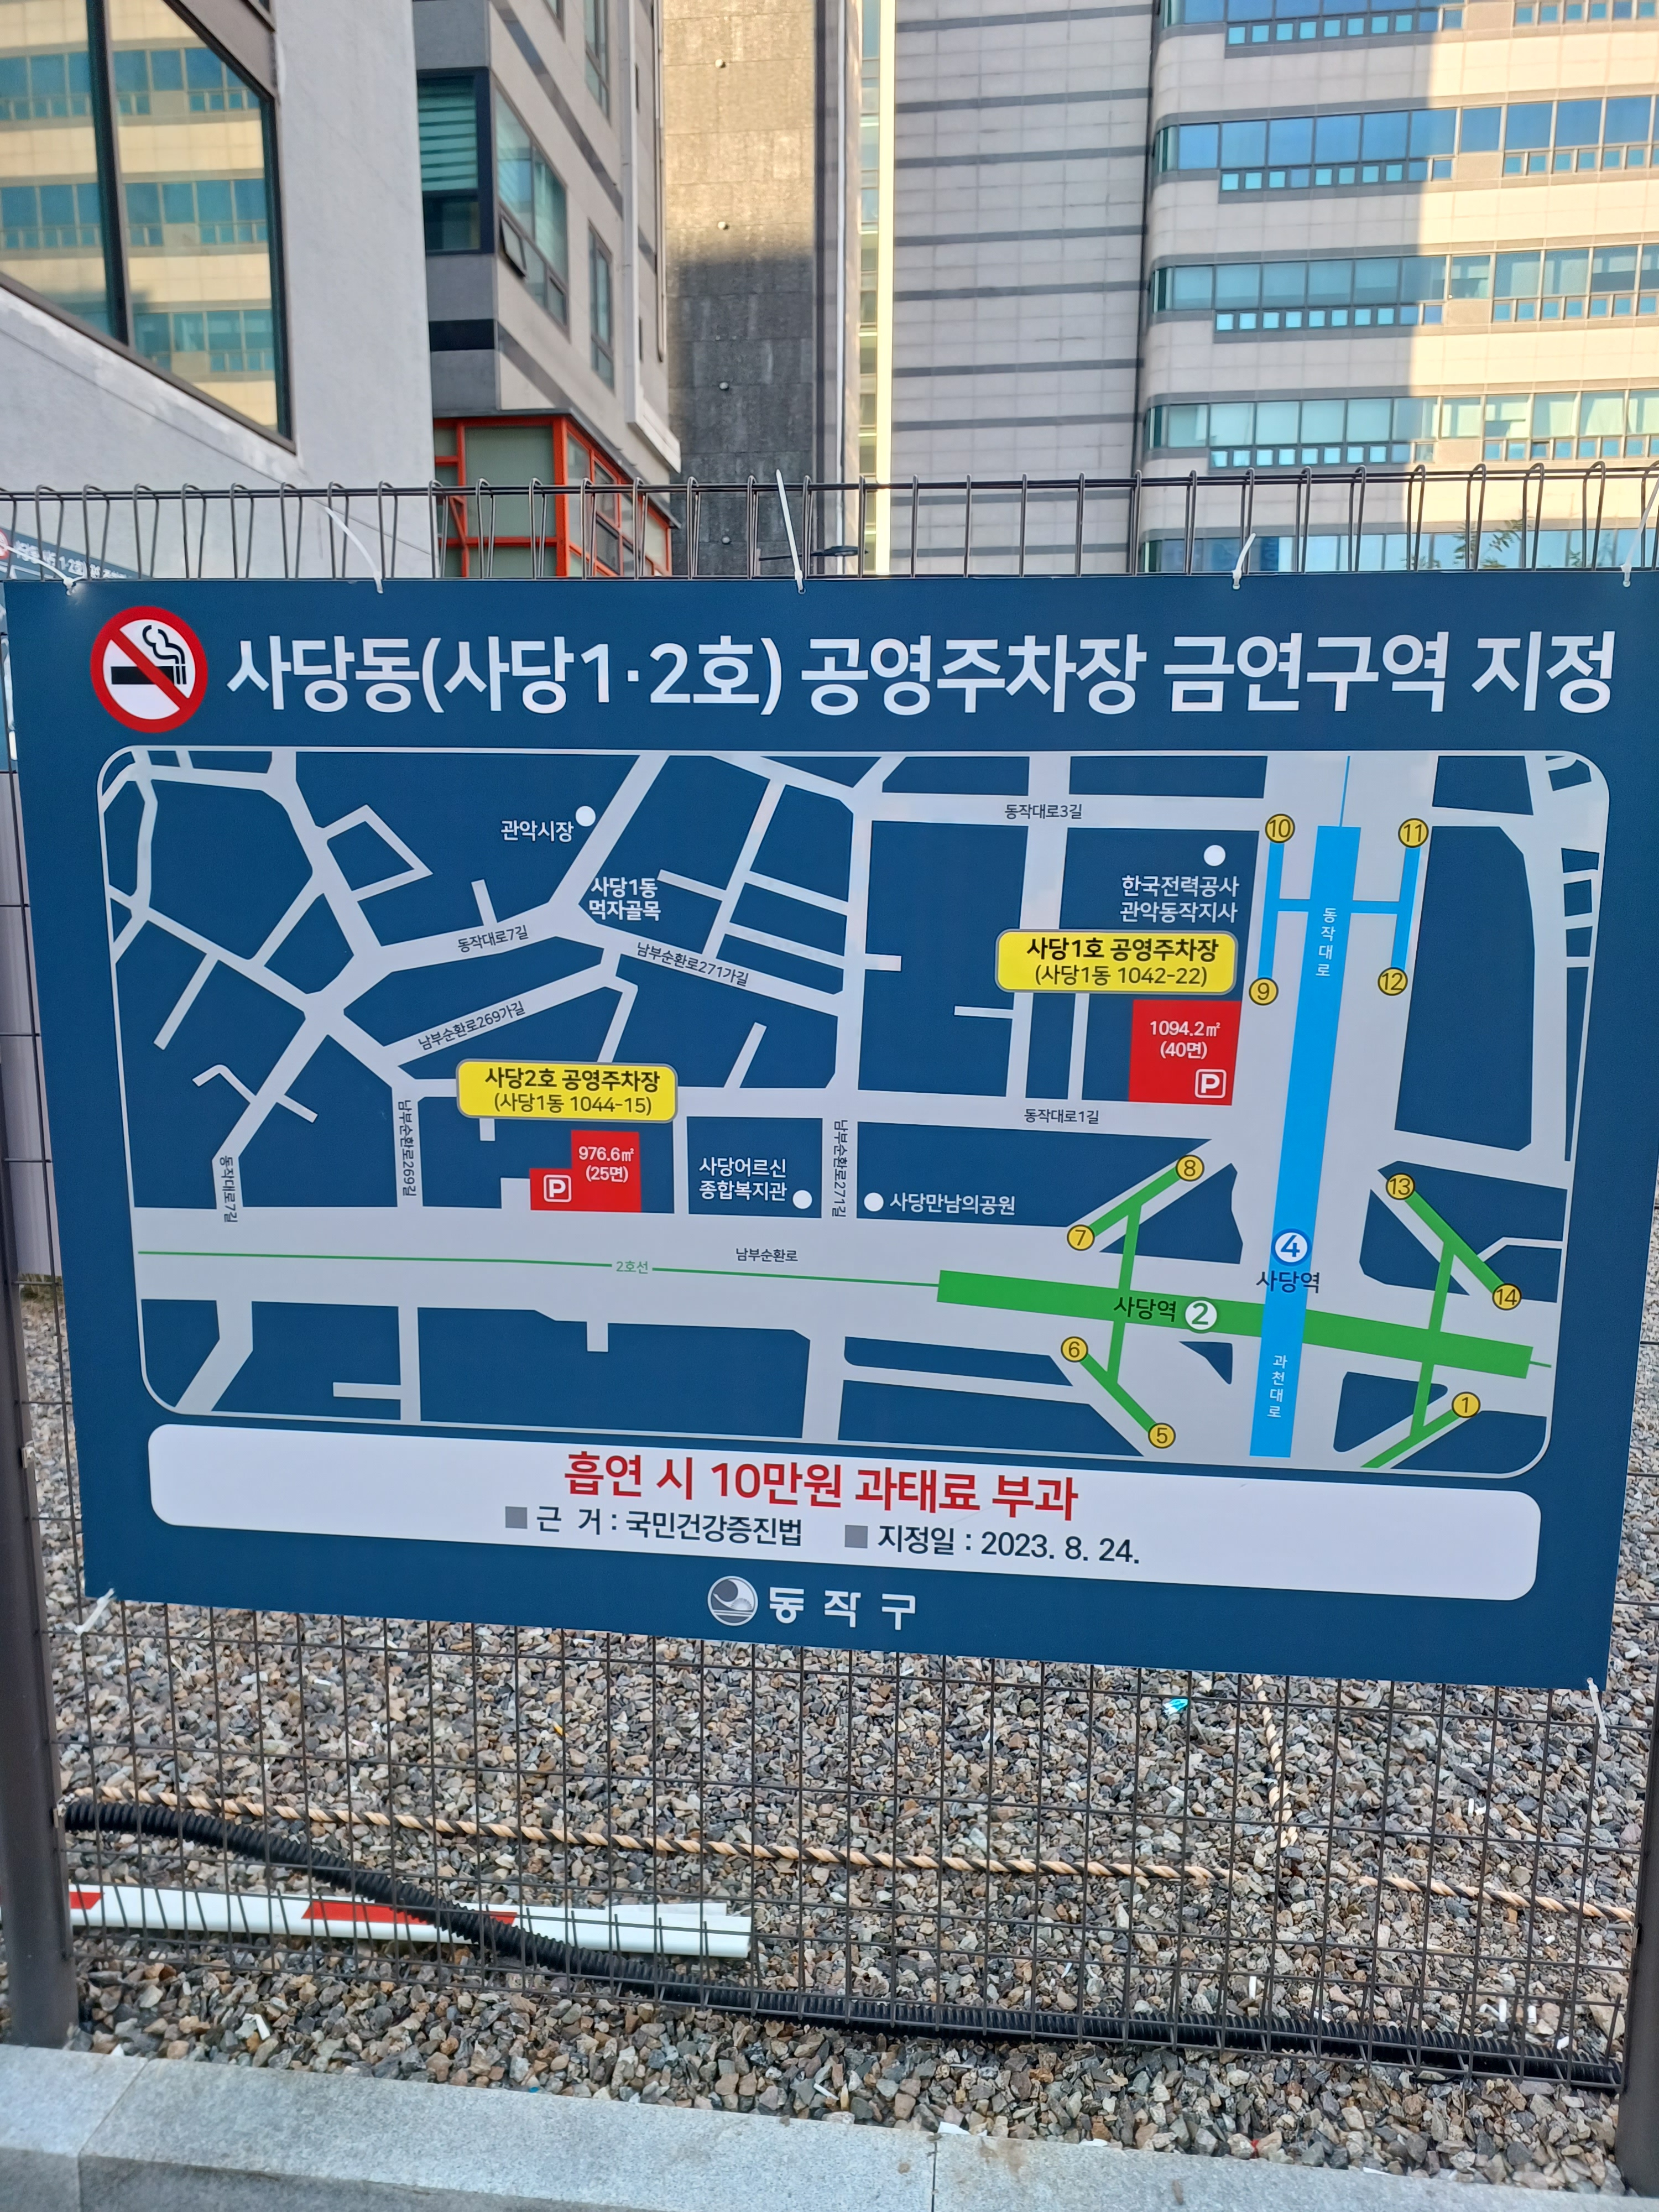 사당동(사당1·2호) 공영주차장 금연구역 지정
동작대로3길
관악시장
10
11
한국전력공사
관악동작지사
사당1동
먹자골목
동작대로
동작대로7길
남부순환로271가길
사당1호 공영주차장
(사당1동 1042-22)
9
12
남부순환로269가길
1094.2㎡
(40면)
P
사당2호 공영주차장
(사당1동 1044-15)
동작대로1길
남부순환로269길
동작대로7길
976.6㎡
(25면)
P
사당어르신
종합복지관
남부순환로271길
사당만남의공원
8
7
13
14
4
사당역
남부순환로
2호선
사당역 2
6
5
과천대로
1
흡연 시 10만원 과태료 부과
근 거 : 국민건강증진법 지정일 : 2023. 8. 24.
동작구